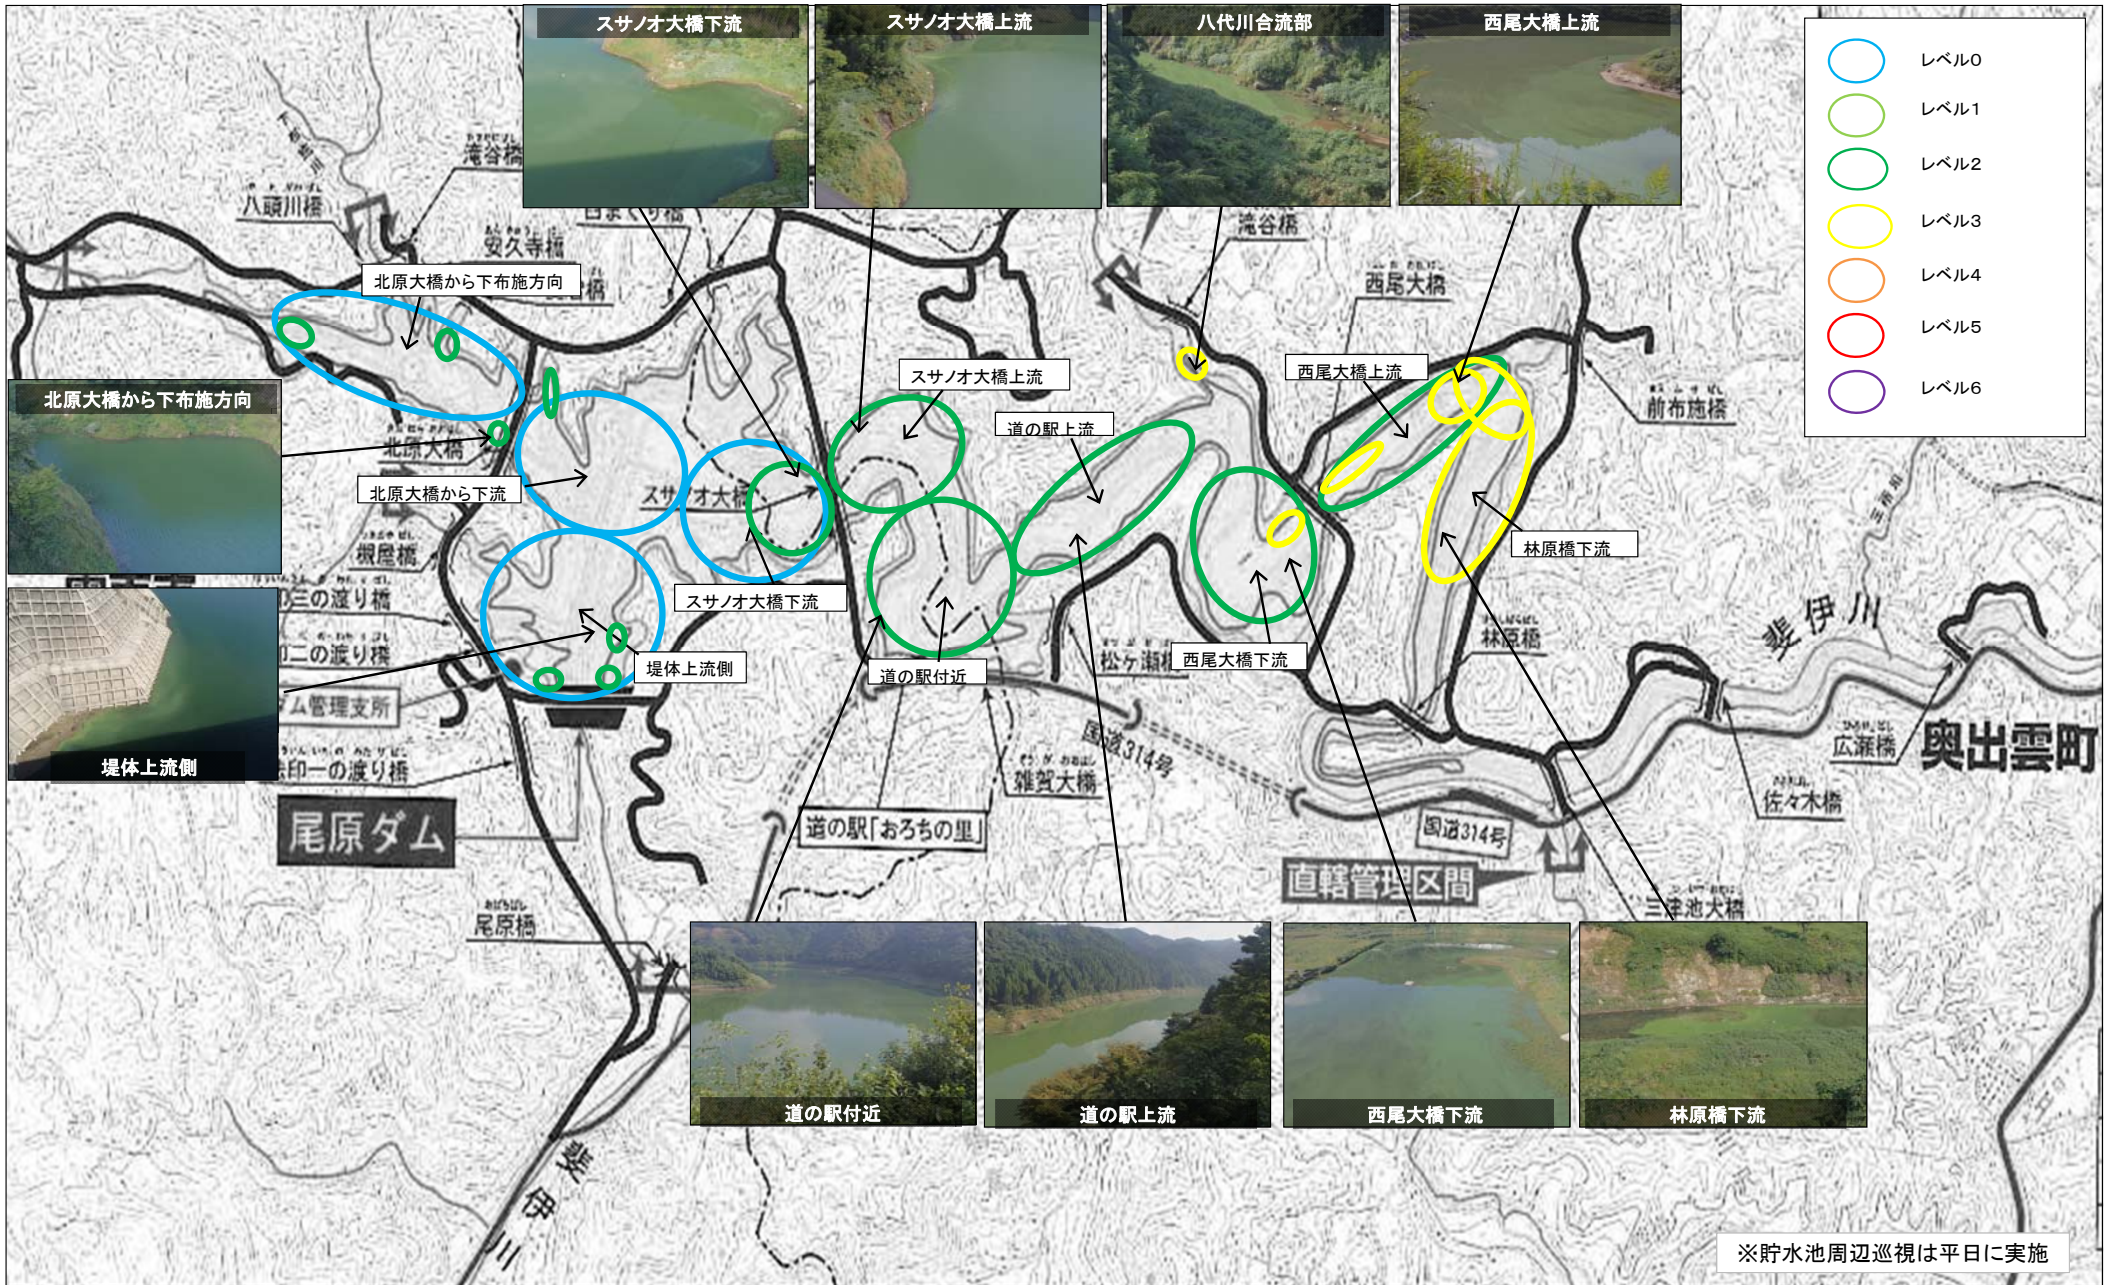 スサノオ大橋下流
スサノオ大橋上流
八代川合流部
西尾大橋上流
レベル0
レベル1
レベル2
レベル3
レベル4
レベル5
レベル6
滝谷橋
八頭川橋
安久寺橋
滝谷橋
西尾大橋
北原大橋から下布施方向
スサノオ大橋上流
西尾大橋上流
前布施橋
北原大橋から下布施方向
道の駅上流
北原大橋
北原大橋から下流
スサノオ大橋
槻屋橋
林原橋下流
スサノオ大橋下流
三の渡り橋
二の渡り橋
堤体上流側
道の駅付近
松ヶ瀬橋
西尾大橋下流
林原橋
斐伊川
ダム管理支所
堤体上流側
印一の渡り橋
国道314号
雑賀大橋
広瀬橋
奥出雲町
佐々木橋
尾原ダム
道の駅「おろちの里」
国道314号
直轄管理区間
三津池大橋
尾原橋
おばらばし
道の駅付近
道の駅上流
西尾大橋下流
林原橋下流
斐伊川
※貯水池周辺巡視は平日に実施